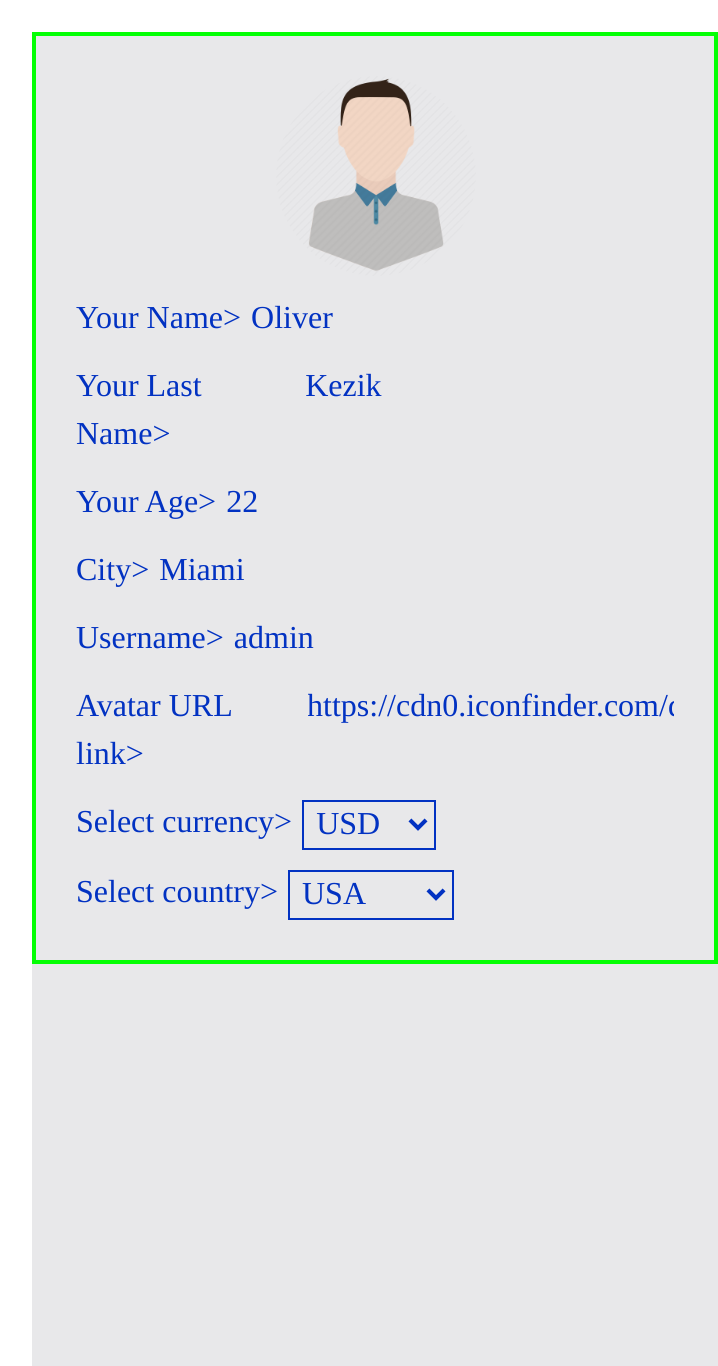 Your Name> Oliver
Your Last Name> Kezik
Your Age> 22
City> Miami
Username> admin
Avatar URL link> https://cdn0.iconfinder.com/
Select currency> USD
Select country> USA